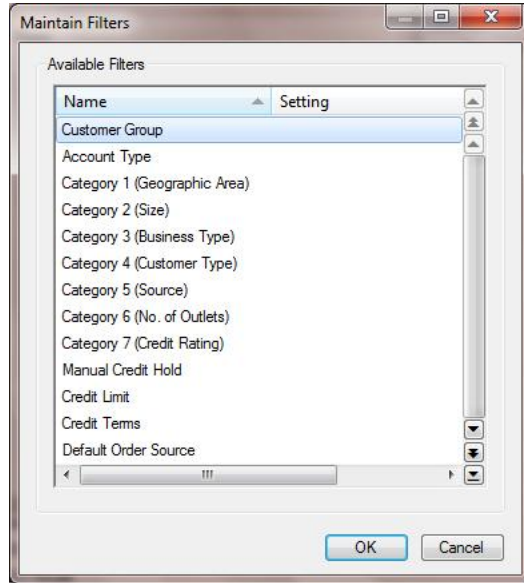 Maintain Filters
Available Filters
Name Setting
Customer Group
Account Type
Category 1 (Geographic Area)
Category 2 (Size)
Category 3 (Business Type)
Category 4 (Customer Type)
Category 5 (Source)
Category 6 (No. of Outlets)
Category 7 (Credit Rating)
Manual Credit Hold
Credit Limit
Credit Terms
Default Order Source
OK Cancel